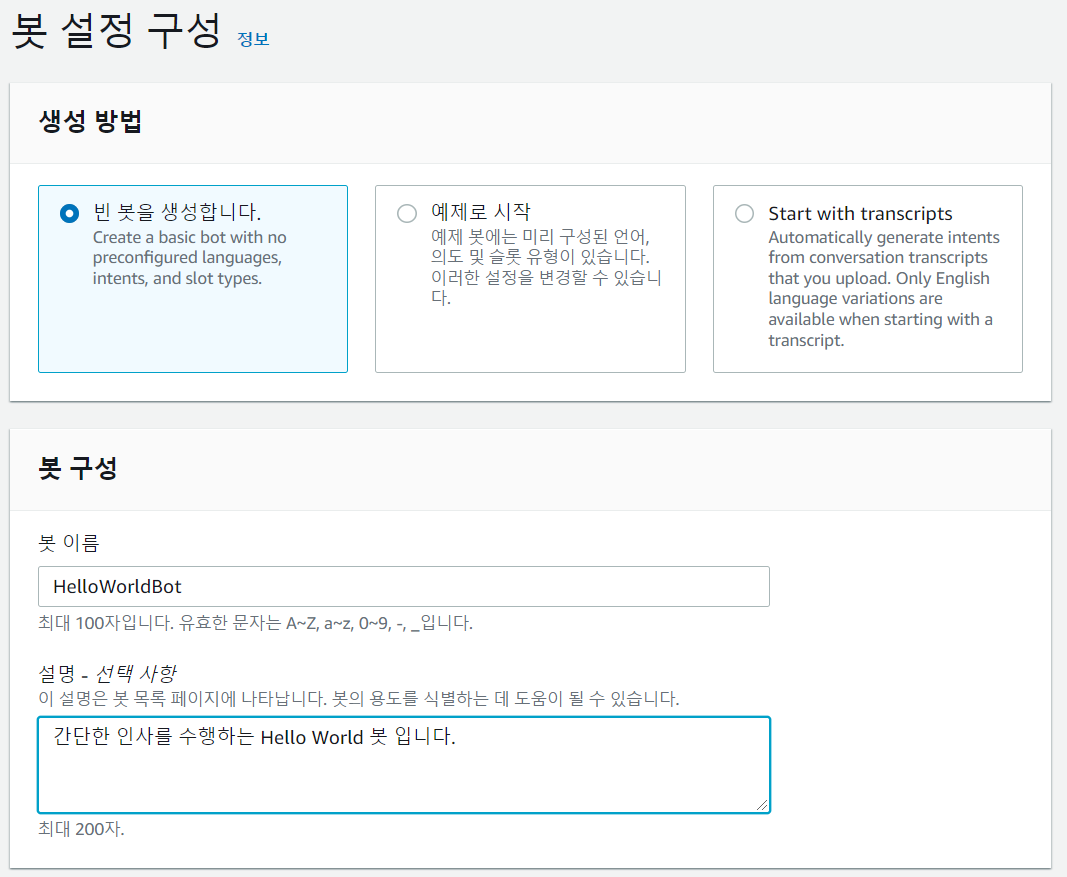 봇 설정 구성 정보
생성 방법
빈 봇을 생성합니다.
Create a basic bot with no
preconfigured languages,
intents, and slot types.
예제로 시작
예제 봇에는 미리 구성된 언어,
의도 및 슬롯 유형이 있습니다.
이러한 설정을 변경할 수 있습니
다.
Start with transcripts
Automatically generate intents
from conversation transcripts
that you upload. Only English
language variations are
available when starting with a
transcript.
봇 구성
봇 이름
HelloWorldBot
최대 100자입니다. 유효한 문자는 A~Z, a~z, 0~9, -, _입니다.
설명 - 선택 사항
이 설명은 봇 목록 페이지에 나타납니다. 봇의 용도를 식별하는 데 도움이 될 수 있습니다.
간단한 인사를 수행하는 Hello World 봇 입니다.
최대 200자.